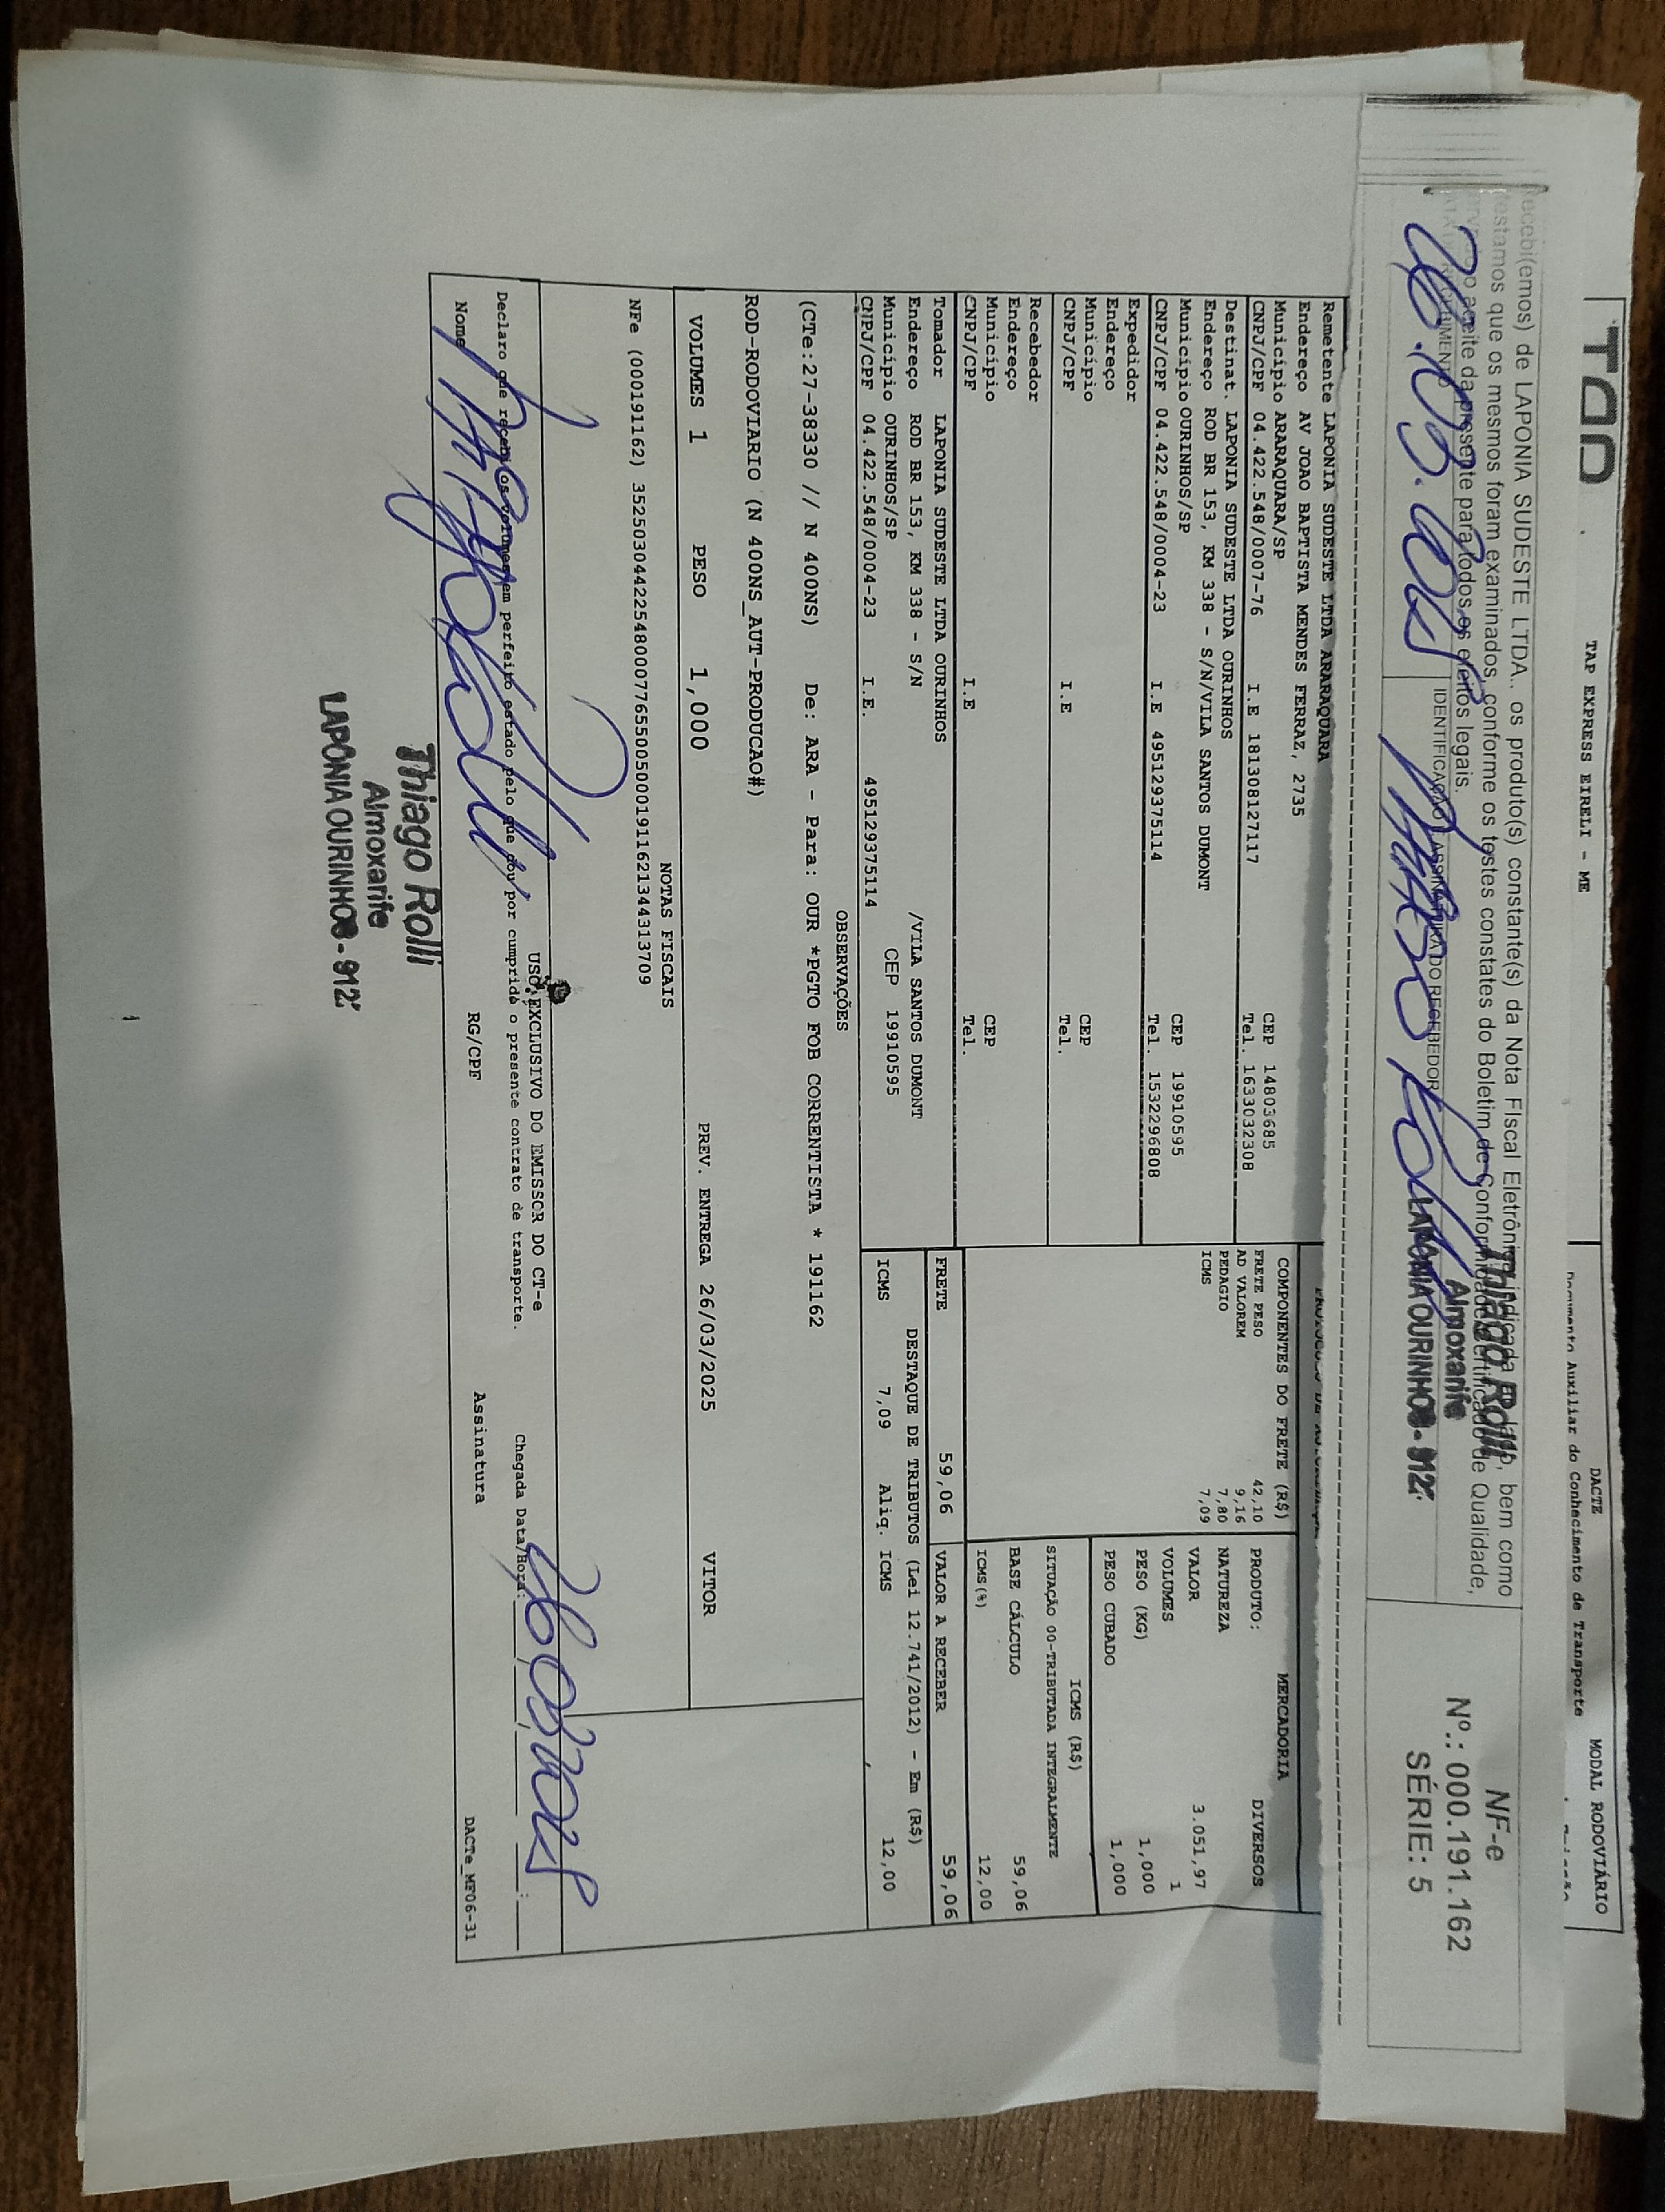 TAP EXPRESS EIRELI - ME
DACTE
Documento Auxiliar do Conhecimento de Transporte
MODAL RODOVIÁRIO
Recebi(emos) de LAPONIA SUDESTE LTDA.. os produto(s) constante(s) da Nota Fiscal Eletrônica indicada ao lado, bem como
atestamos que os mesmos foram examinados, conforme os testes constates do Boletim de Conformidade/Certificado de Qualidade,
o aceite da presente para todos os efeitos legais.
IDENTIFICAÇÃO E ASSINATURA DO RECEBEDOR
26.03.2025
Thiago Rolli
Thiago Rolli
Almoxarife
LAPONIA OURINHOS - 912
NF-e
Nº.: 000.191.162
SÉRIE: 5
Remetente LAPONIA SUDESTE LTDA ARARAQUARA
Endereço AV JOAO BAPTISTA MENDES FERRAZ, 2735
Município ARARAQUARA/SP CEP 14803685
CNPJ/CPF 04.422.548/0007-76 I.E 181308127117 Tel. 1633032308
Destinat. LAPONIA SUDESTE LTDA OURINHOS
Endereço ROD BR 153, KM 338 - S/N/VILA SANTOS DUMONT
Município OURINHOS/SP CEP 19910595
CNPJ/CPF 04.422.548/0004-23 I.E 495129375114 Tel. 1532296808
Expedidor
Endereço
Município CEP
CNPJ/CPF I.E Tel.
Recebedor
Endereço
Município CEP
CNPJ/CPF I.E Tel.
Tomador LAPONIA SUDESTE LTDA OURINHOS
Endereço ROD BR 153, KM 338 - S/N /VILA SANTOS DUMONT
Município OURINHOS/SP CEP 19910595
CNPJ/CPF 04.422.548/0004-23 I.E. 495129375114
COMPONENTES DO FRETE (R$)
FRETE PESO 42,10
AD VALOREM 9,16
PEDAGIO 7,80
ICMS 7,09
MERCADORIA
PRODUTO: DIVERSOS
NATUREZA
VALOR 3.051,97
VOLUMES 1
PESO (KG) 1,000
PESO CUBADO 1,000
ICMS (R$)
SITUAÇÃO 00-TRIBUTADA INTEGRALMENTE
BASE CÁLCULO 59,06
ICMS(%) 12,00
FRETE 59,06 VALOR A RECEBER 59,06
DESTAQUE DE TRIBUTOS (Lei 12.741/2012) - Em (R$)
ICMS 7,09 Aliq. ICMS 12,00
OBSERVAÇÕES
(CTe:27-38330 // N 400NS) De: ARA - Para: OUR *PGTO FOB CORRENTISTA * 191162
ROD-RODOVIARIO (N 400NS_AUT-PRODUCAO#)
VOLUMES 1 PESO 1,000 PREV. ENTREGA 26/03/2025 VITOR
NOTAS FISCAIS
NFe (000191162) 35250304422548000776550050001911621344313709
USO EXCLUSIVO DO EMISSOR DO CT-e
Declaro que recebi os volumes em perfeito estado pelo que dou por cumprido o presente contrato de transporte.
Chegada Data/Hora:
Nome RG/CPF Assinatura DACTe_MF06-31
Thiago Rolli
Almoxarife
LAPONIA OURINHOS - 912